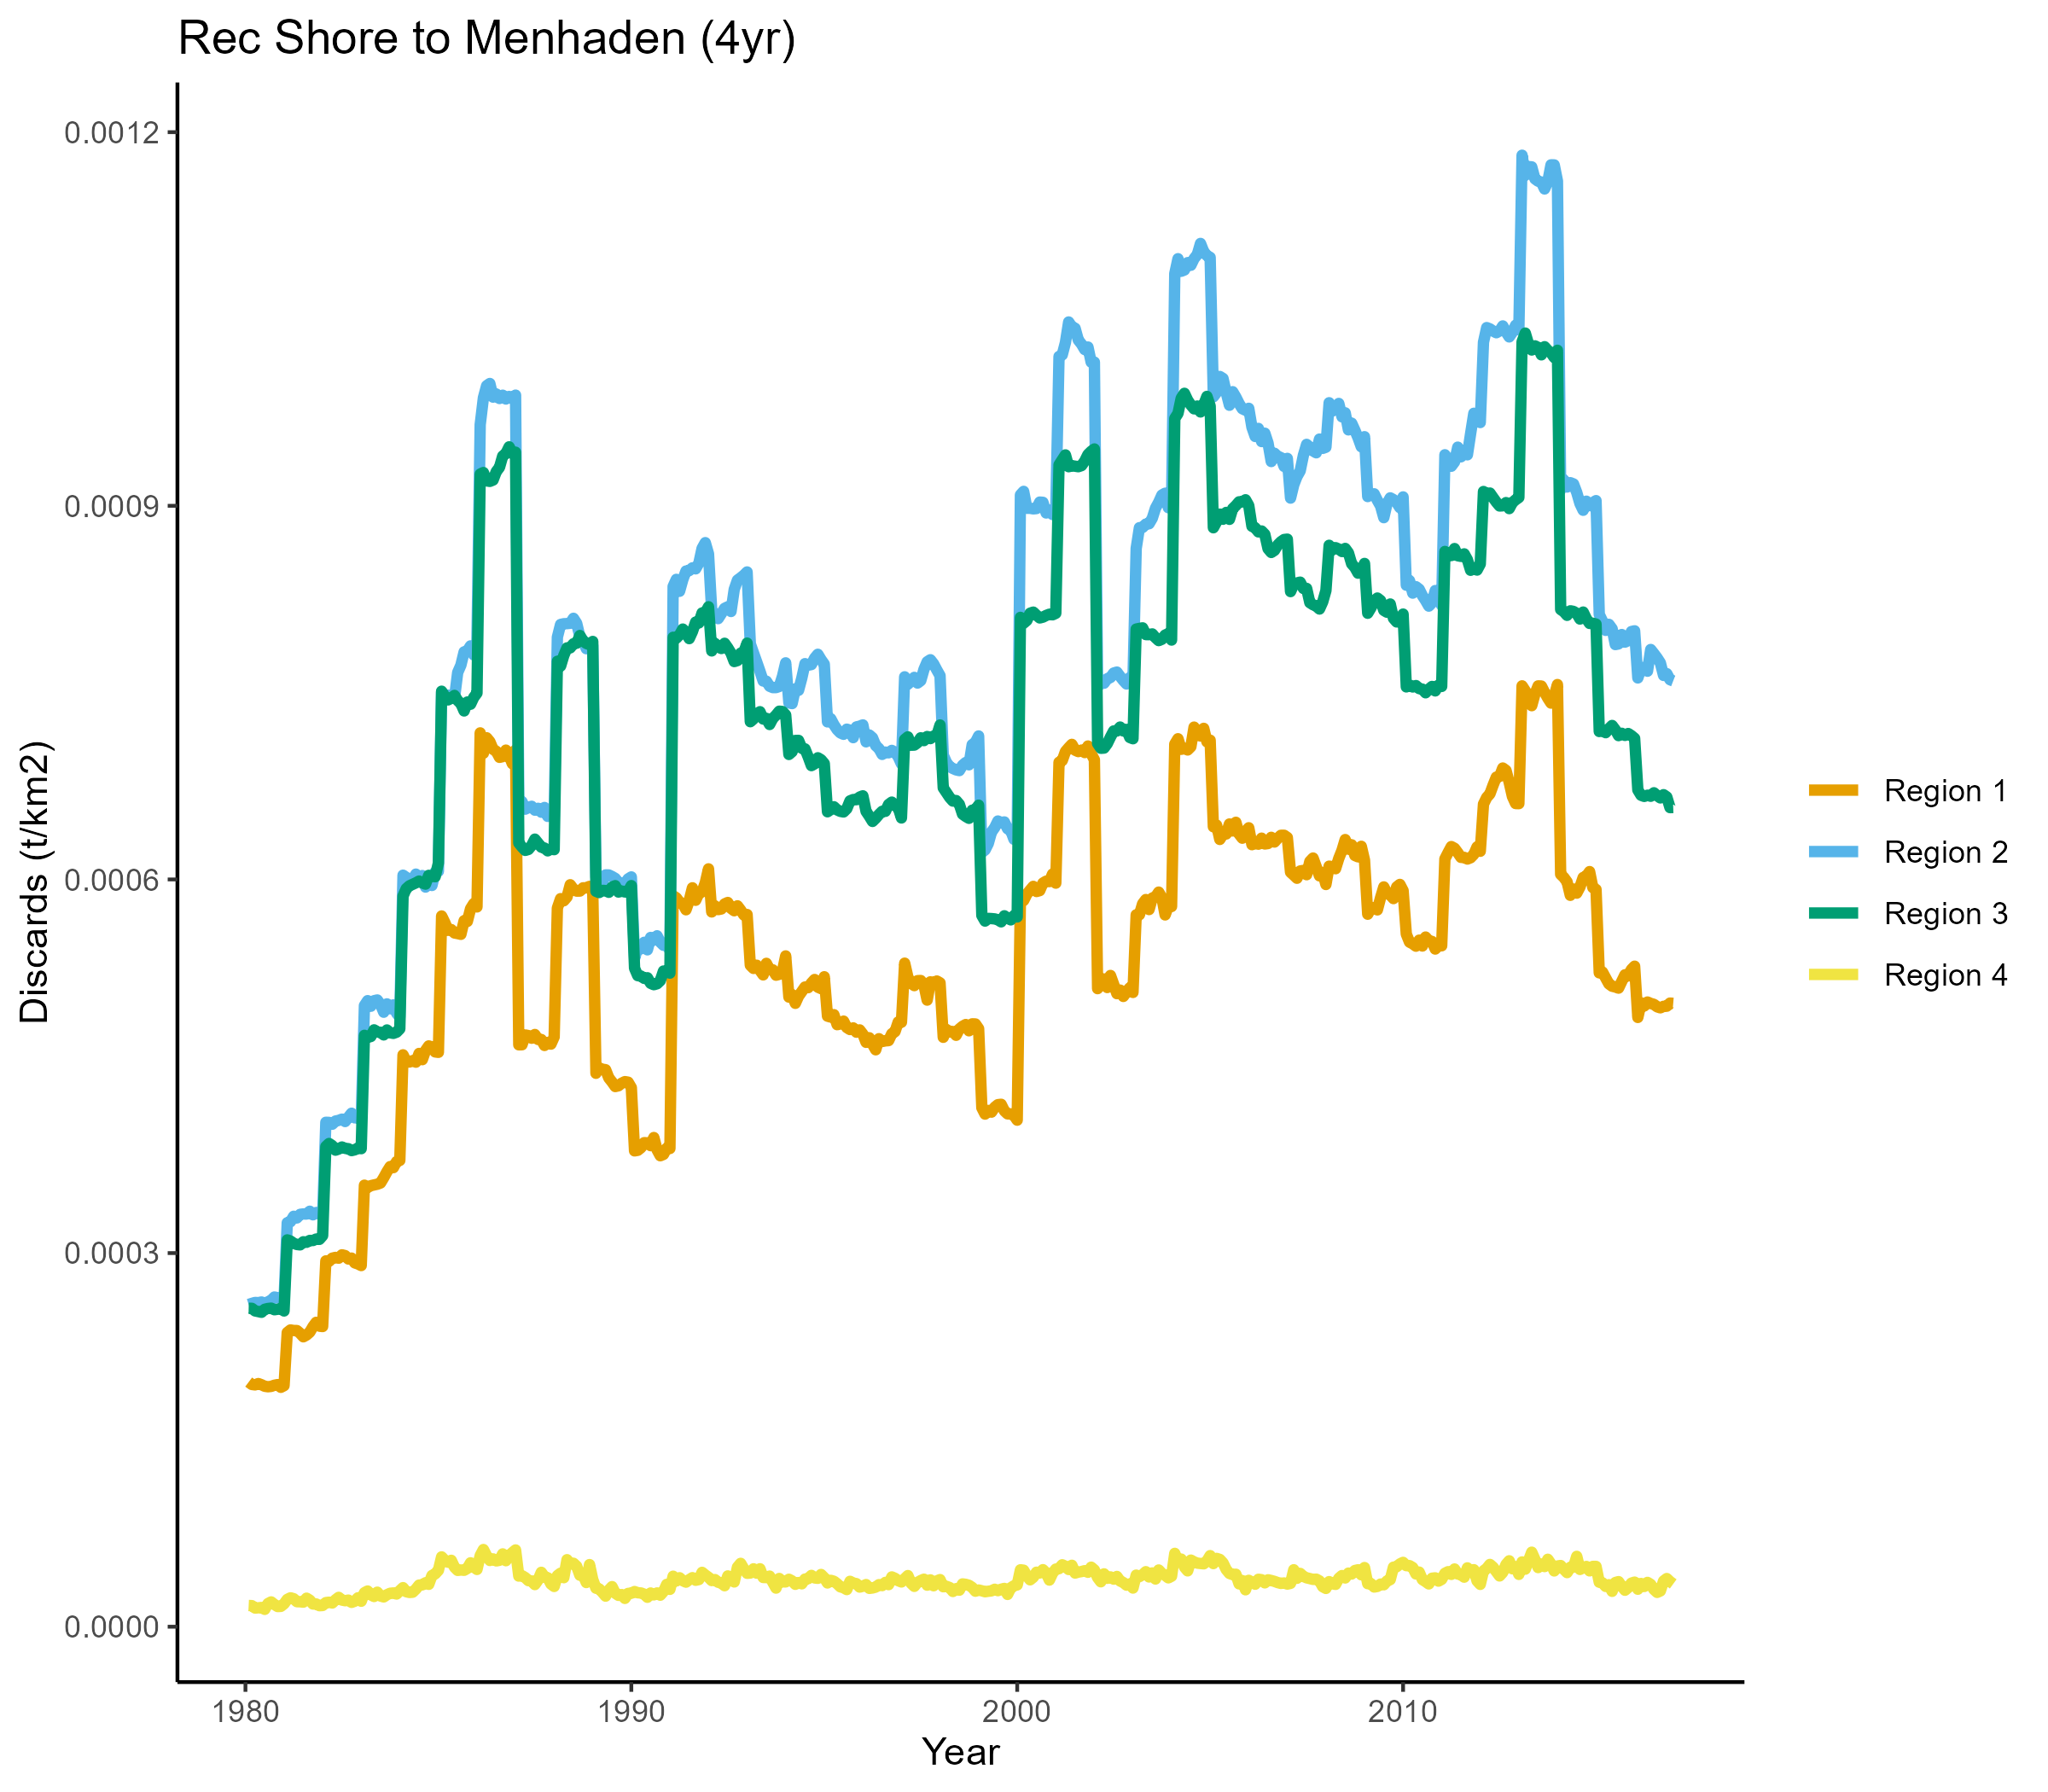 Rec Shore to Menhaden (4yr)
Discards (t/km2)
0.0012
0.0009
0.0006
0.0003
0.0000
1980
1990
2000
2010
Year
Region 1
Region 2
Region 3
Region 4